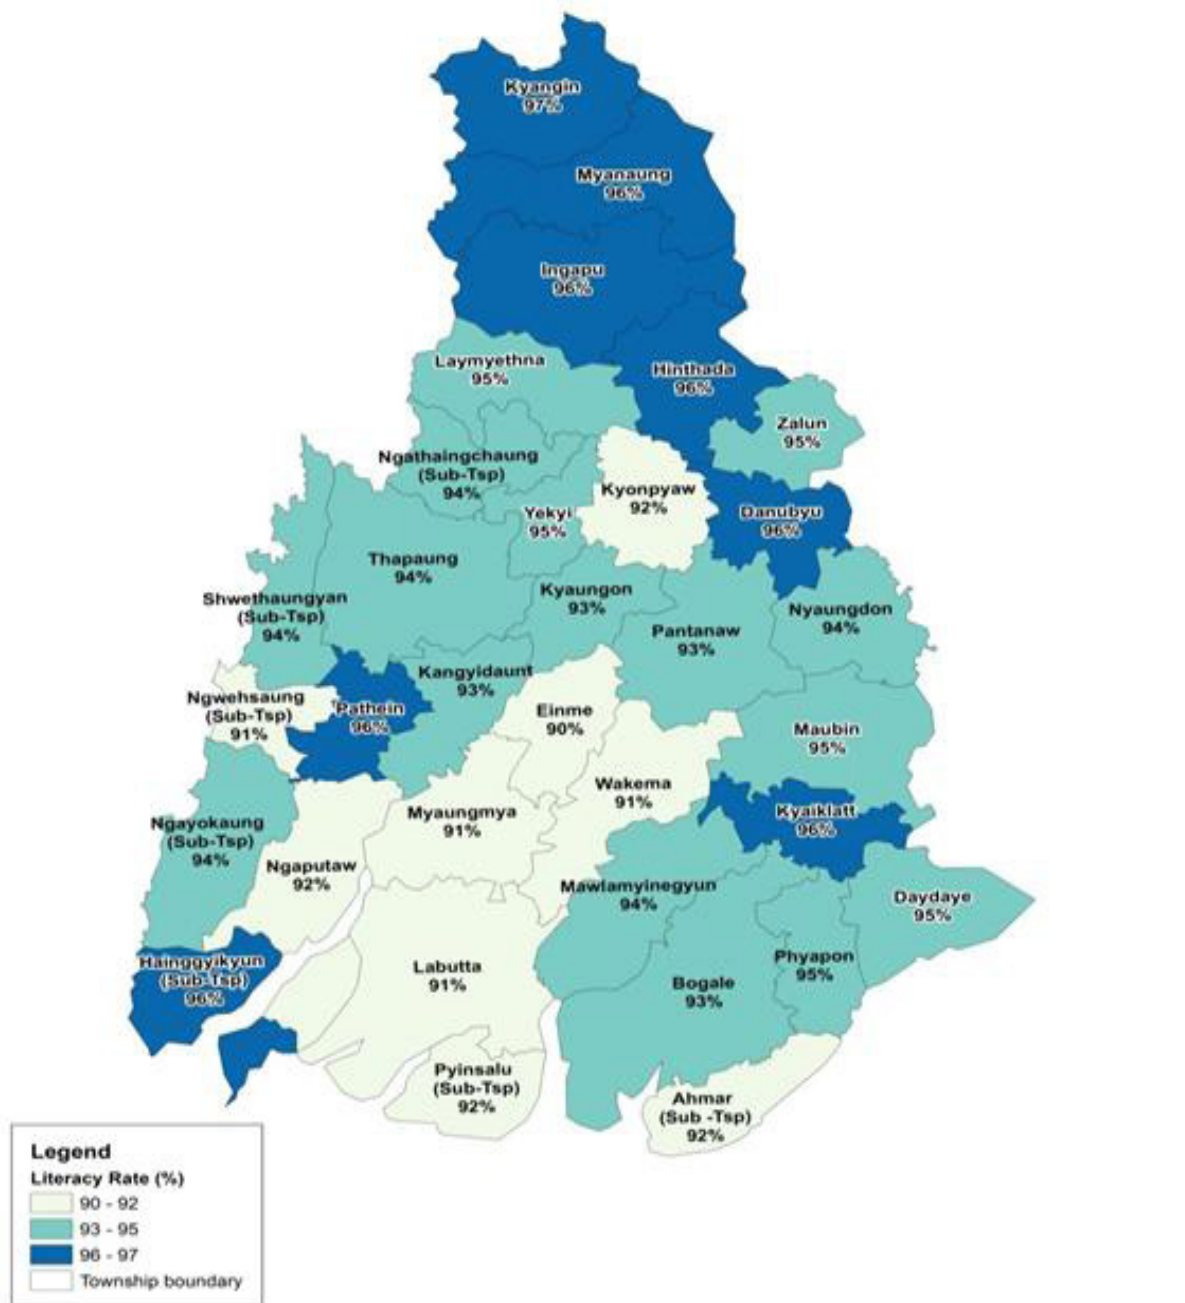 Kyangin
97%
Myanaung
96%
Ingapu
96%
Laymyethna
95%
Hinthada
96%
Zalun
95%
Ngathaingchaung
(Sub-Tsp)
94%
Kyonpyaw
92%
Yekyi
95%
Danubyu
96%
Thapaung
94%
Kyaungon
93%
Shwethaungyan
(Sub-Tsp)
94%
Nyaungdon
94%
Pantanaw
93%
Kangyidaunt
93%
Ngwehsaung
(Sub-Tsp)
91%
Pathein
96%
Einme
90%
Maubin
95%
Wakema
91%
Myaungmya
91%
Kyaiklatt
96%
Ngayokaung
(Sub-Tsp)
94%
Ngaputaw
92%
Mawlamyinegyun
94%
Daydaye
95%
Hainggyikyun
(Sub-Tsp)
96%
Labutta
91%
Phyapon
95%
Bogale
93%
Pyinsalu
(Sub-Tsp)
92%
Ahmar
(Sub -Tsp)
92%
Legend
Literacy Rate (%)
90 - 92
93 - 95
96 - 97
Township boundary